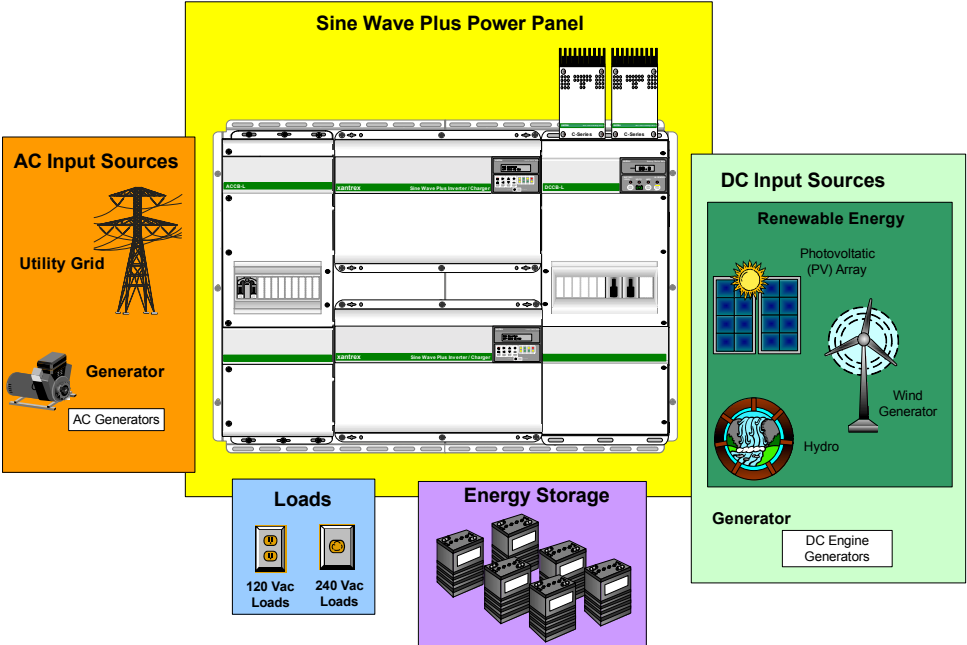 Sine Wave Plus Power Panel
C-Series
C-Series
AC Input Sources
Utility Grid
Generator
AC Generators
ACCB-L
xantrex
Sine Wave Plus Inverter / Charger
DCCB-L
xantrex
Sine Wave Plus Inverter / Charger
DC Input Sources
Renewable Energy
Photovoltatic
(PV) Array
Wind
Generator
Hydro
Generator
DC Engine
Generators
Loads
120 Vac
Loads
240 Vac
Loads
Energy Storage